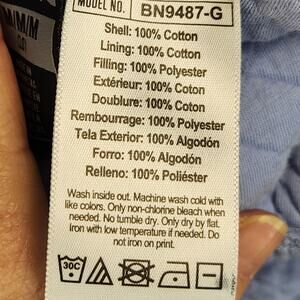 MODEL NO. BN9487-G
M/M/M
Shell: 100% Cotton
Lining: 100% Cotton
Filling: 100% Polyester
Extérieur: 100% Coton
Doublure: 100% Coton
Rembourrage: 100% Polyester
Tela Exterior: 100% Algodón
Forro: 100% Algodón
Relleno: 100% Poliéster
Wash inside out. Machine wash cold with
like colors. Only non-chlorine bleach when
needed. No tumble dry. Only dry by flat.
Iron with low temperature if needed. Do
not iron on print.
30C